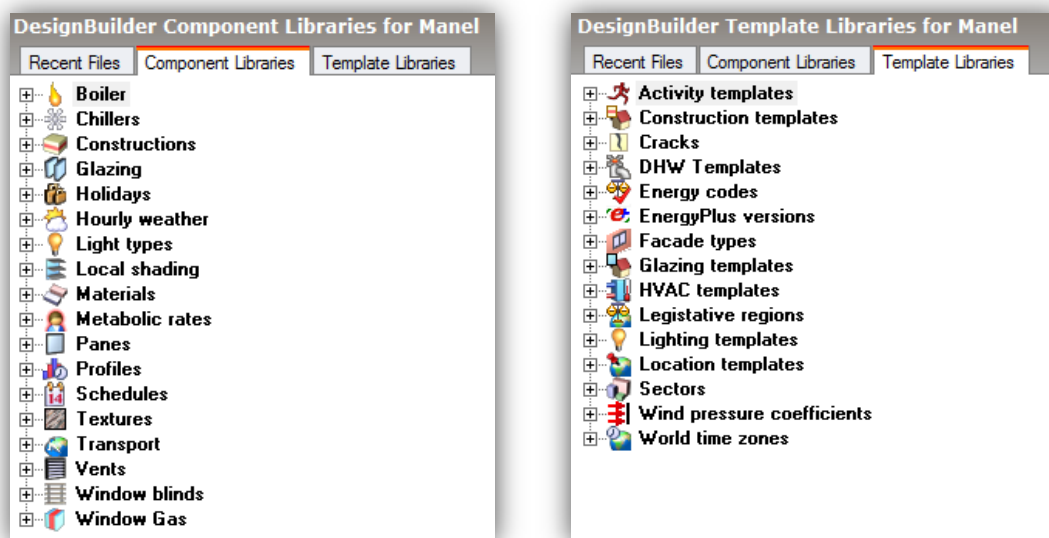 DesignBuilder Component Libraries for Manel
Recent Files Component Libraries Template Libraries
Boiler
Chillers
Constructions
Glazing
Holidays
Hourly weather
Light types
Local shading
Materials
Metabolic rates
Panes
Profiles
Schedules
Textures
Transport
Vents
Window blinds
Window Gas
DesignBuilder Template Libraries for Manel
Recent Files Component Libraries Template Libraries
Activity templates
Construction templates
Cracks
DHW Templates
Energy codes
EnergyPlus versions
Facade types
Glazing templates
HVAC templates
Legistative regions
Lighting templates
Location templates
Sectors
Wind pressure coefficients
World time zones